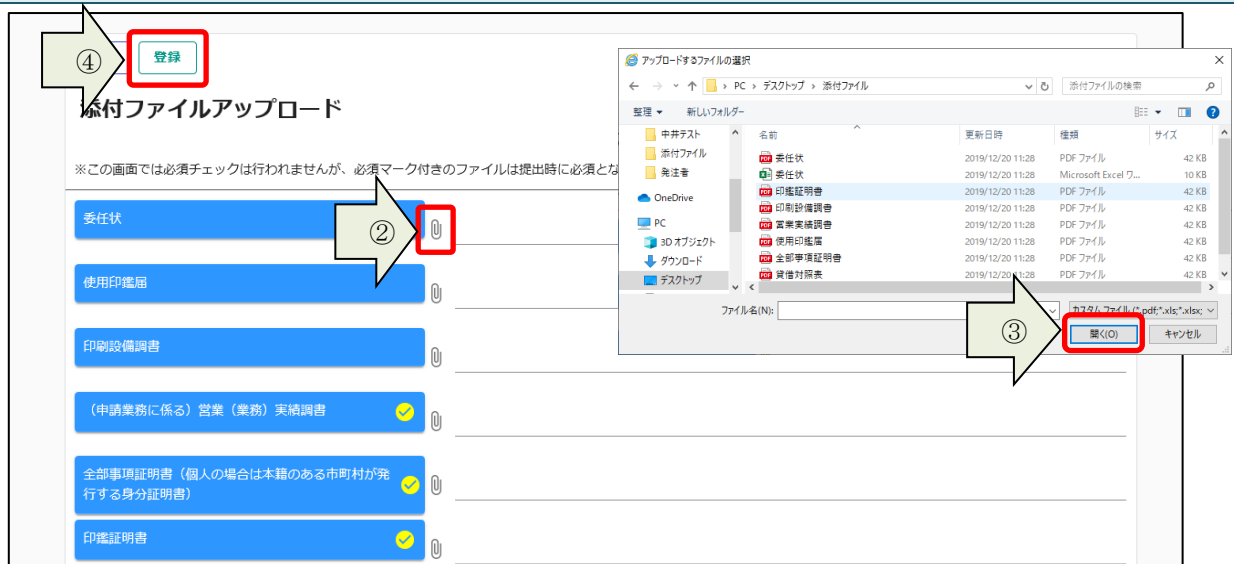 ④
登録
添付ファイルアップロード
※この画面では必須チェックは行われませんが、必須マーク付きのファイルは提出時に必須とな
委任状
②
使用印鑑届
印刷設備調書
（申請業務に係る）営業（業務）実績調書
全部事項証明書（個人の場合は本籍のある市町村が発
行する身分証明書）
印鑑証明書
アップロードするファイルの選択
PC › デスクトップ › 添付ファイル
添付ファイルの検索
整理 新しいフォルダー
中井テスト
添付ファイル
発注者
OneDrive
PC
3D オブジェクト
ダウンロード
デスクトップ
名前 更新日時 種類 サイズ
委任状 2019/12/20 11:28 PDF ファイル 42 KB
委任状 2019/12/20 11:28 Microsoft Excel ワ... 10 KB
印鑑証明書 2019/12/20 11:28 PDF ファイル 42 KB
印刷設備調書 2019/12/20 11:28 PDF ファイル 42 KB
営業実績調書 2019/12/20 11:28 PDF ファイル 42 KB
使用印鑑届 2019/12/20 11:28 PDF ファイル 42 KB
全部事項証明書 2019/12/20 11:28 PDF ファイル 42 KB
貸借対照表 2019/12/20 11:28 PDF ファイル 42 KB
ファイル名(N):
カスタム ファイル (*.pdf;*.xls;*.xlsx;
③
開く(O)
キャンセル